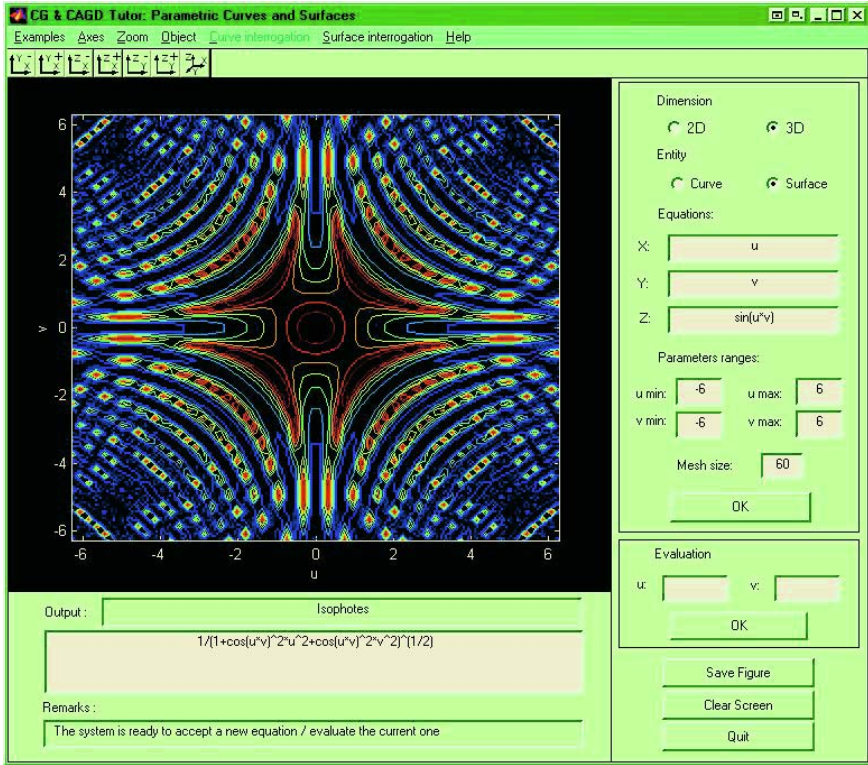 CG & CAGD Tutor: Parametric Curves and Surfaces
Examples Axes Zoom Object Curve interrogation Surface interrogation Help
Dimension
2D 3D
Entity
Curve Surface
Equations:
X: u
Y: v
Z: sin(u*v)
Parameters ranges:
u min: -6 u max: 6
v min: -6 v max: 6
Mesh size: 60
OK
6
4
2
0
-2
-4
-6
v
-6 -4 -2 0 2 4 6
u
Evaluation
u: v:
OK
Output : Isophotes
1/(1+cos(u*v)^2*u^2+cos(u*v)^2*v^2)^(1/2)
Remarks :
The system is ready to accept a new equation / evaluate the current one
Save Figure
Clear Screen
Quit